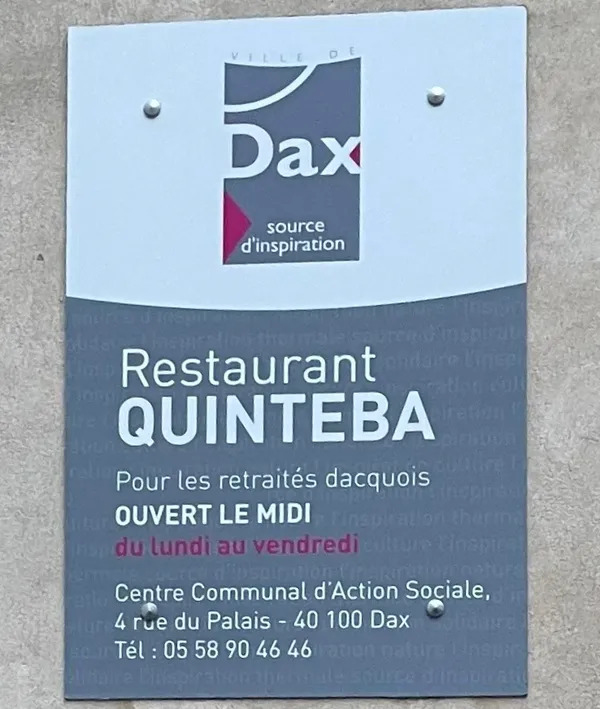 VILLE DE
Dax
source
d'inspiration
Restaurant
QUINTEBA
Pour les retraités dacquois
OUVERT LE MIDI
du lundi au vendredi
Centre Communal d'Action Sociale,
4 rue du Palais - 40 100 Dax
Tél : 05 58 90 46 46